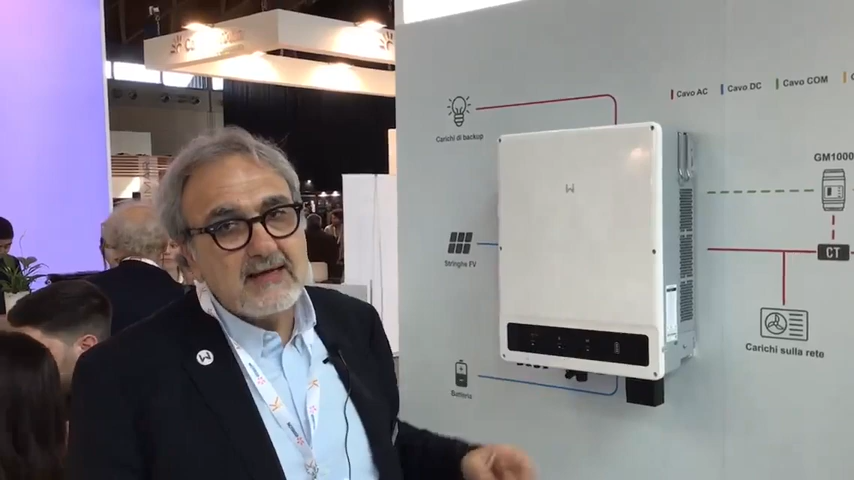 Cavo AC
Cavo DC
Cavo COM
Carichi di backup
GM1000
Stringhe FV
CT
Carichi sulla rete
Batteria